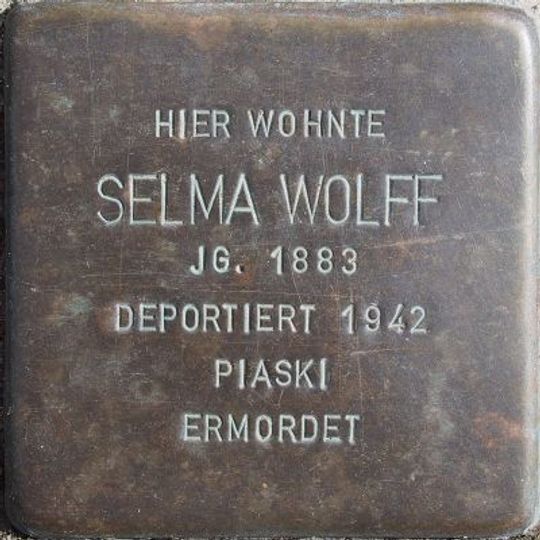 HIER WOHNTE
SELMA WOLFF
JG. 1883
DEPORTIERT 1942
PIASKI
ERMORDET